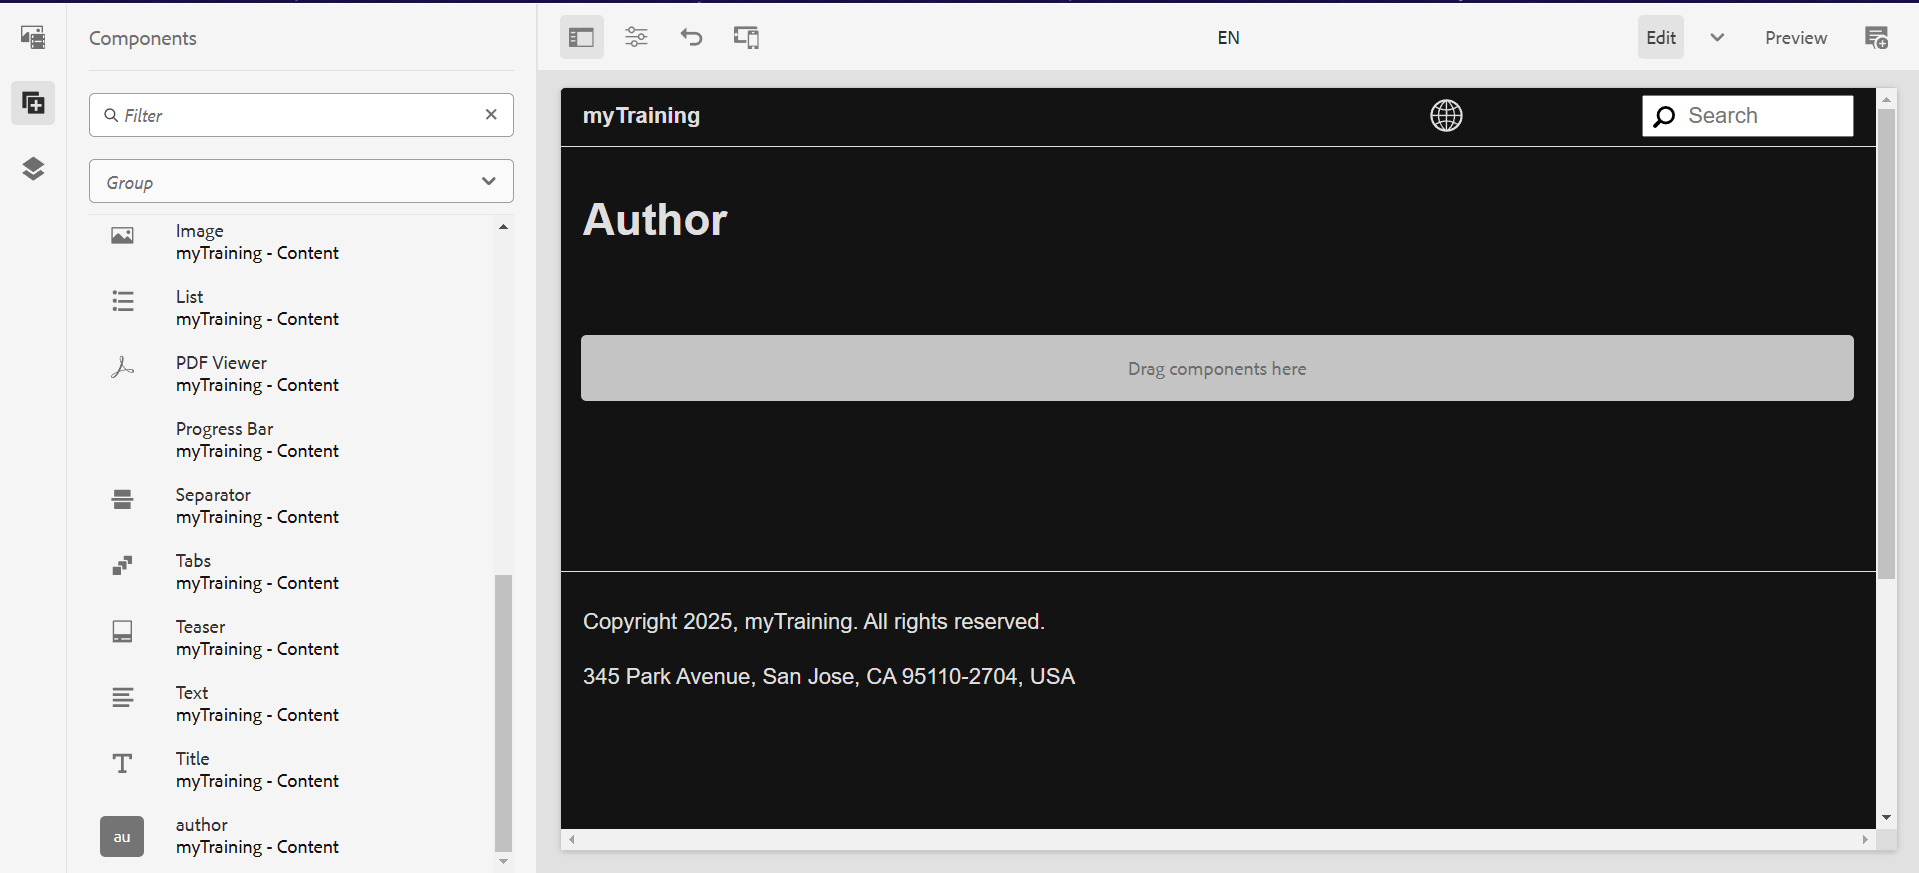 Components
Filter
Group
Image
myTraining - Content
List
myTraining - Content
PDF Viewer
myTraining - Content
Progress Bar
myTraining - Content
Separator
myTraining - Content
Tabs
myTraining - Content
Teaser
myTraining - Content
Text
myTraining - Content
Title
myTraining - Content
au
author
myTraining - Content
EN
Edit
Preview
myTraining
Search
Author
Drag components here
Copyright 2025, myTraining. All rights reserved.
345 Park Avenue, San Jose, CA 95110-2704, USA